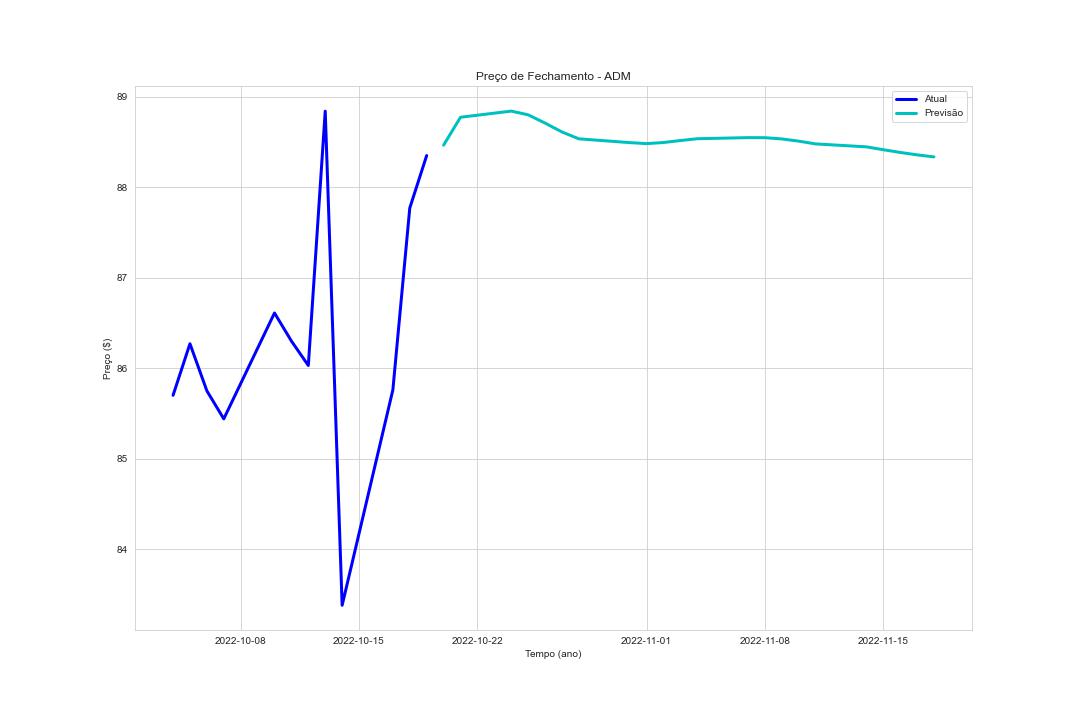 Preço de Fechamento - ADM
Atual
Previsão
Preço ($)
89
88
87
86
85
84
2022-10-08 2022-10-15 2022-10-22 2022-11-01 2022-11-08 2022-11-15
Tempo (ano)